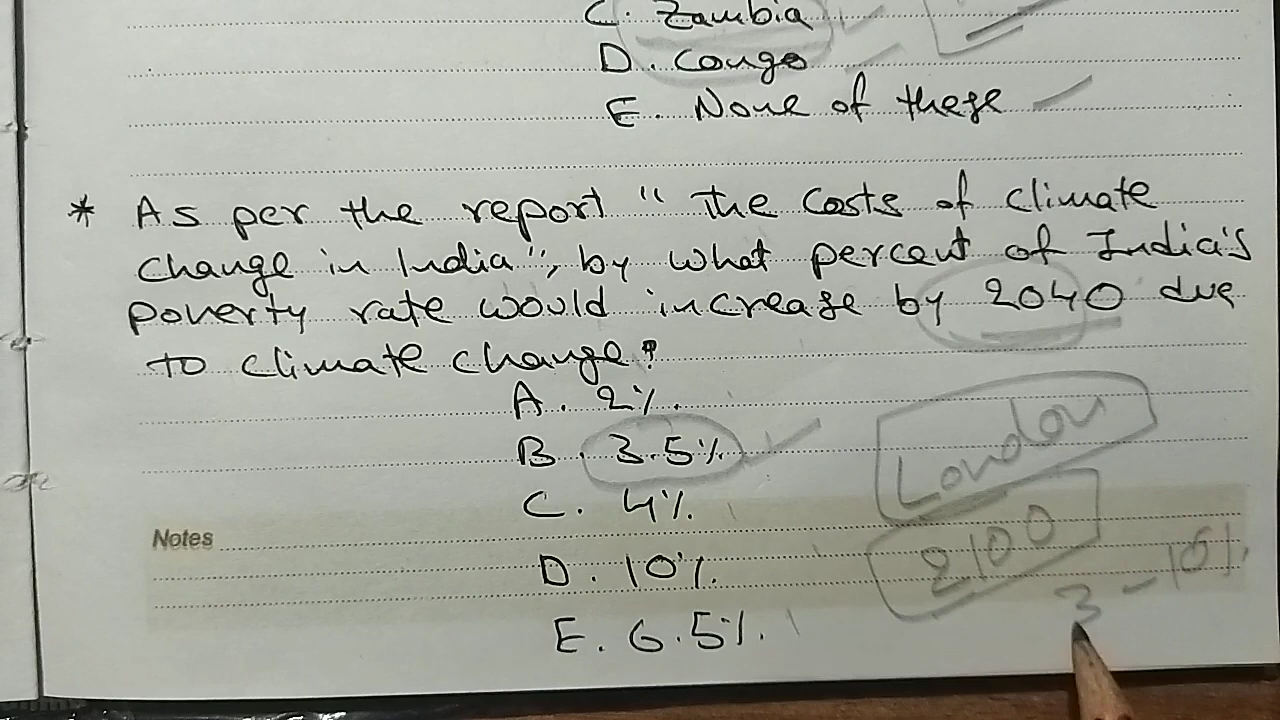 C. Zambia
D. Congo
E. None of these
* As per the report "the Costs of climate
change in India", by what percent of India's
poverty rate would increase by 2040 due
to climate change?
A. 2%.
B. 3.5%.
C. 4%.
London
Notes
2100
D. 10%.
3-10%.
E. 6.5%.